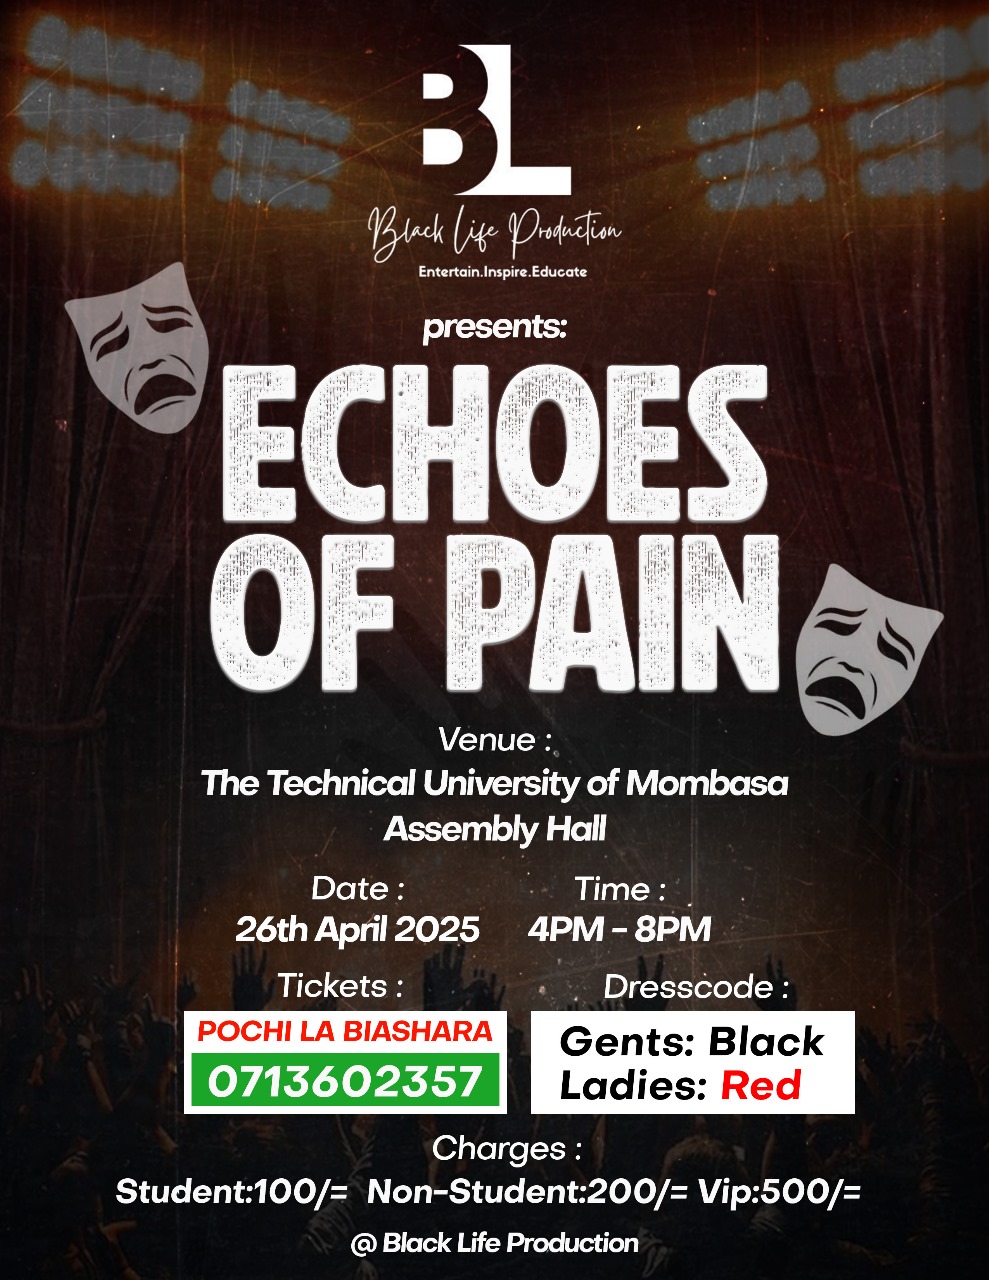 BL
Black Life Production
Entertain.Inspire.Educate
presents:
ECHOES
OF PAIN
Venue :
The Technical University of Mombasa
Assembly Hall
Date :
26th April 2025
Time :
4PM - 8PM
Tickets :
POCHI LA BIASHARA
0713602357
Dresscode :
Gents: Black
Ladies: Red
Charges :
Student:100/= Non-Student:200/= Vip:500/=
@ Black Life Production